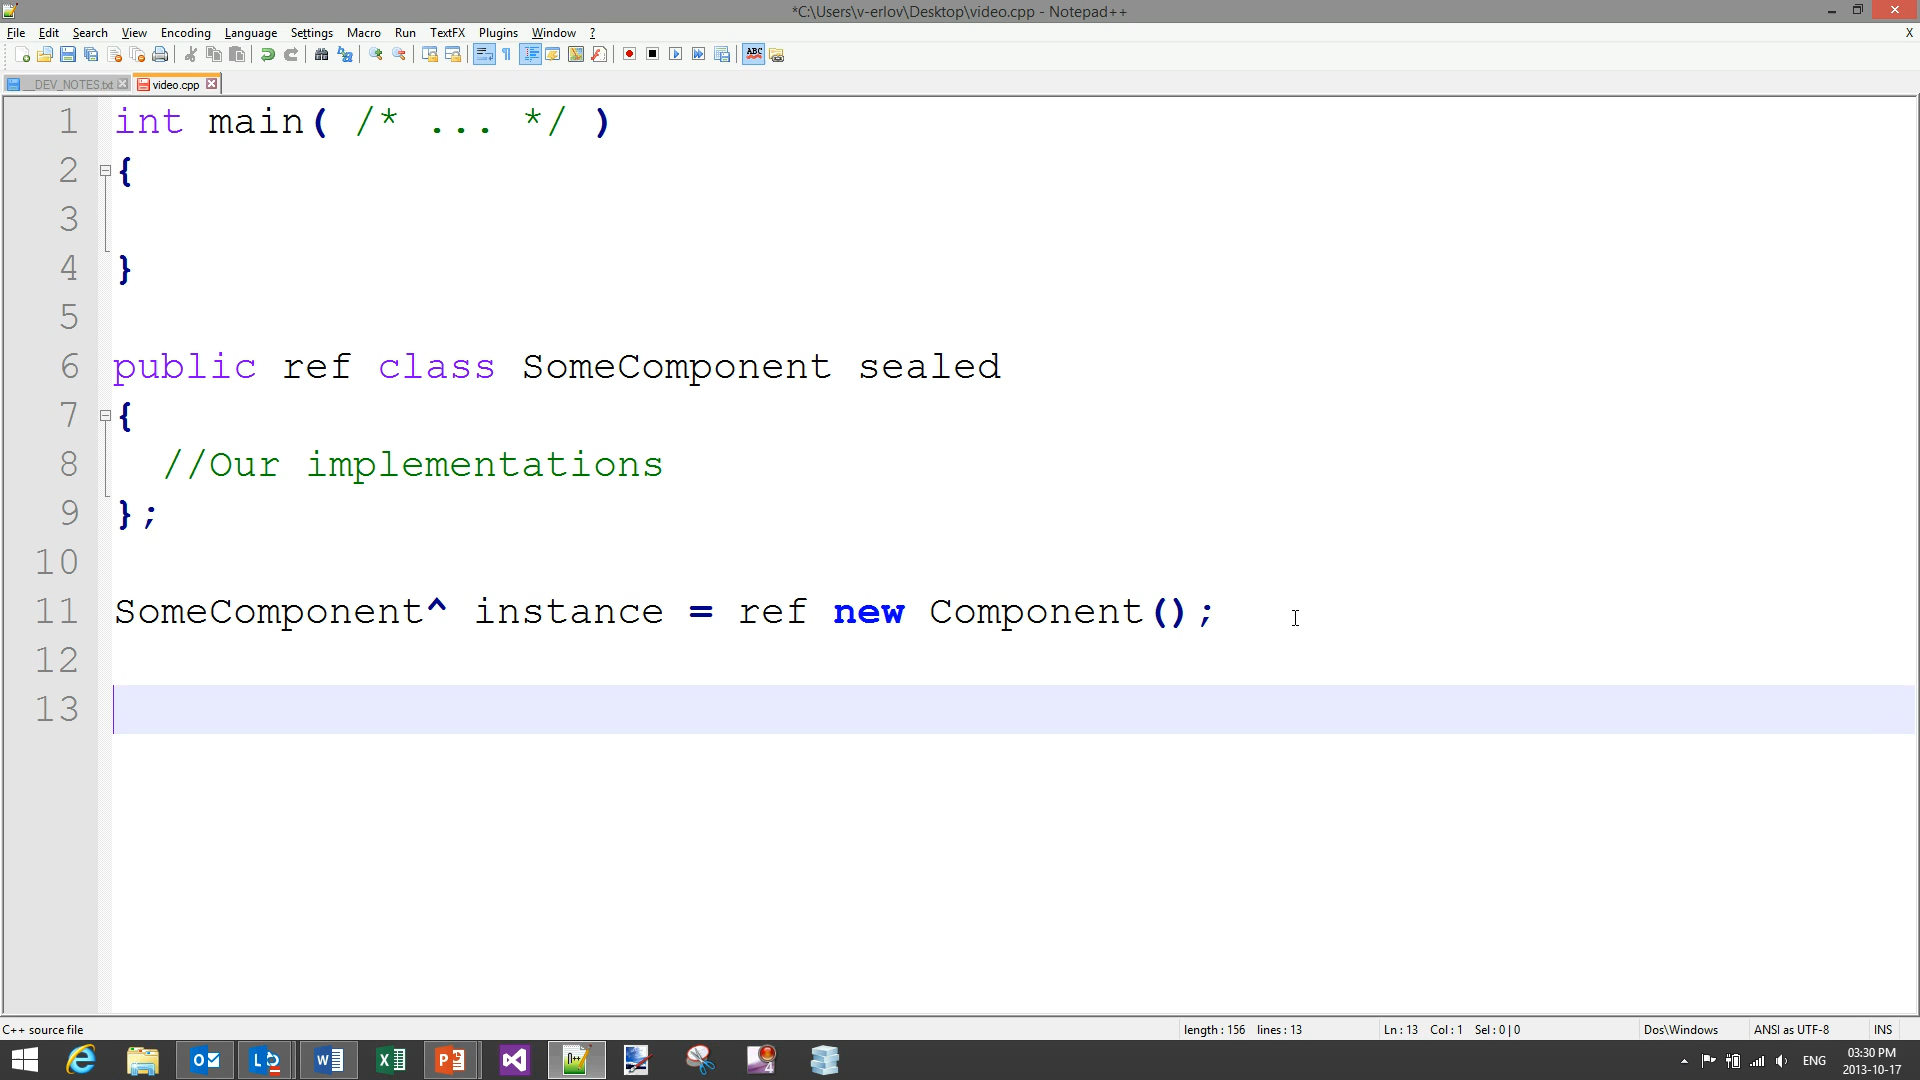 *C:\Users\v-erlov\Desktop\video.cpp - Notepad++
File Edit Search View Encoding Language Settings Macro Run TextFX Plugins Window ? X
__DEV_NOTES.txt video.cpp
1 int main( /* ... */ )
2 {
3
4 }
5
6 public ref class SomeComponent sealed
7 {
8 //Our implementations
9 };
10
11 SomeComponent^ instance = ref new Component();
12
13
C++ source file length : 156 lines : 13 Ln : 13 Col : 1 Sel : 0 | 0 Dos\Windows ANSI as UTF-8 INS
ENG 03:30 PM
2013-10-17